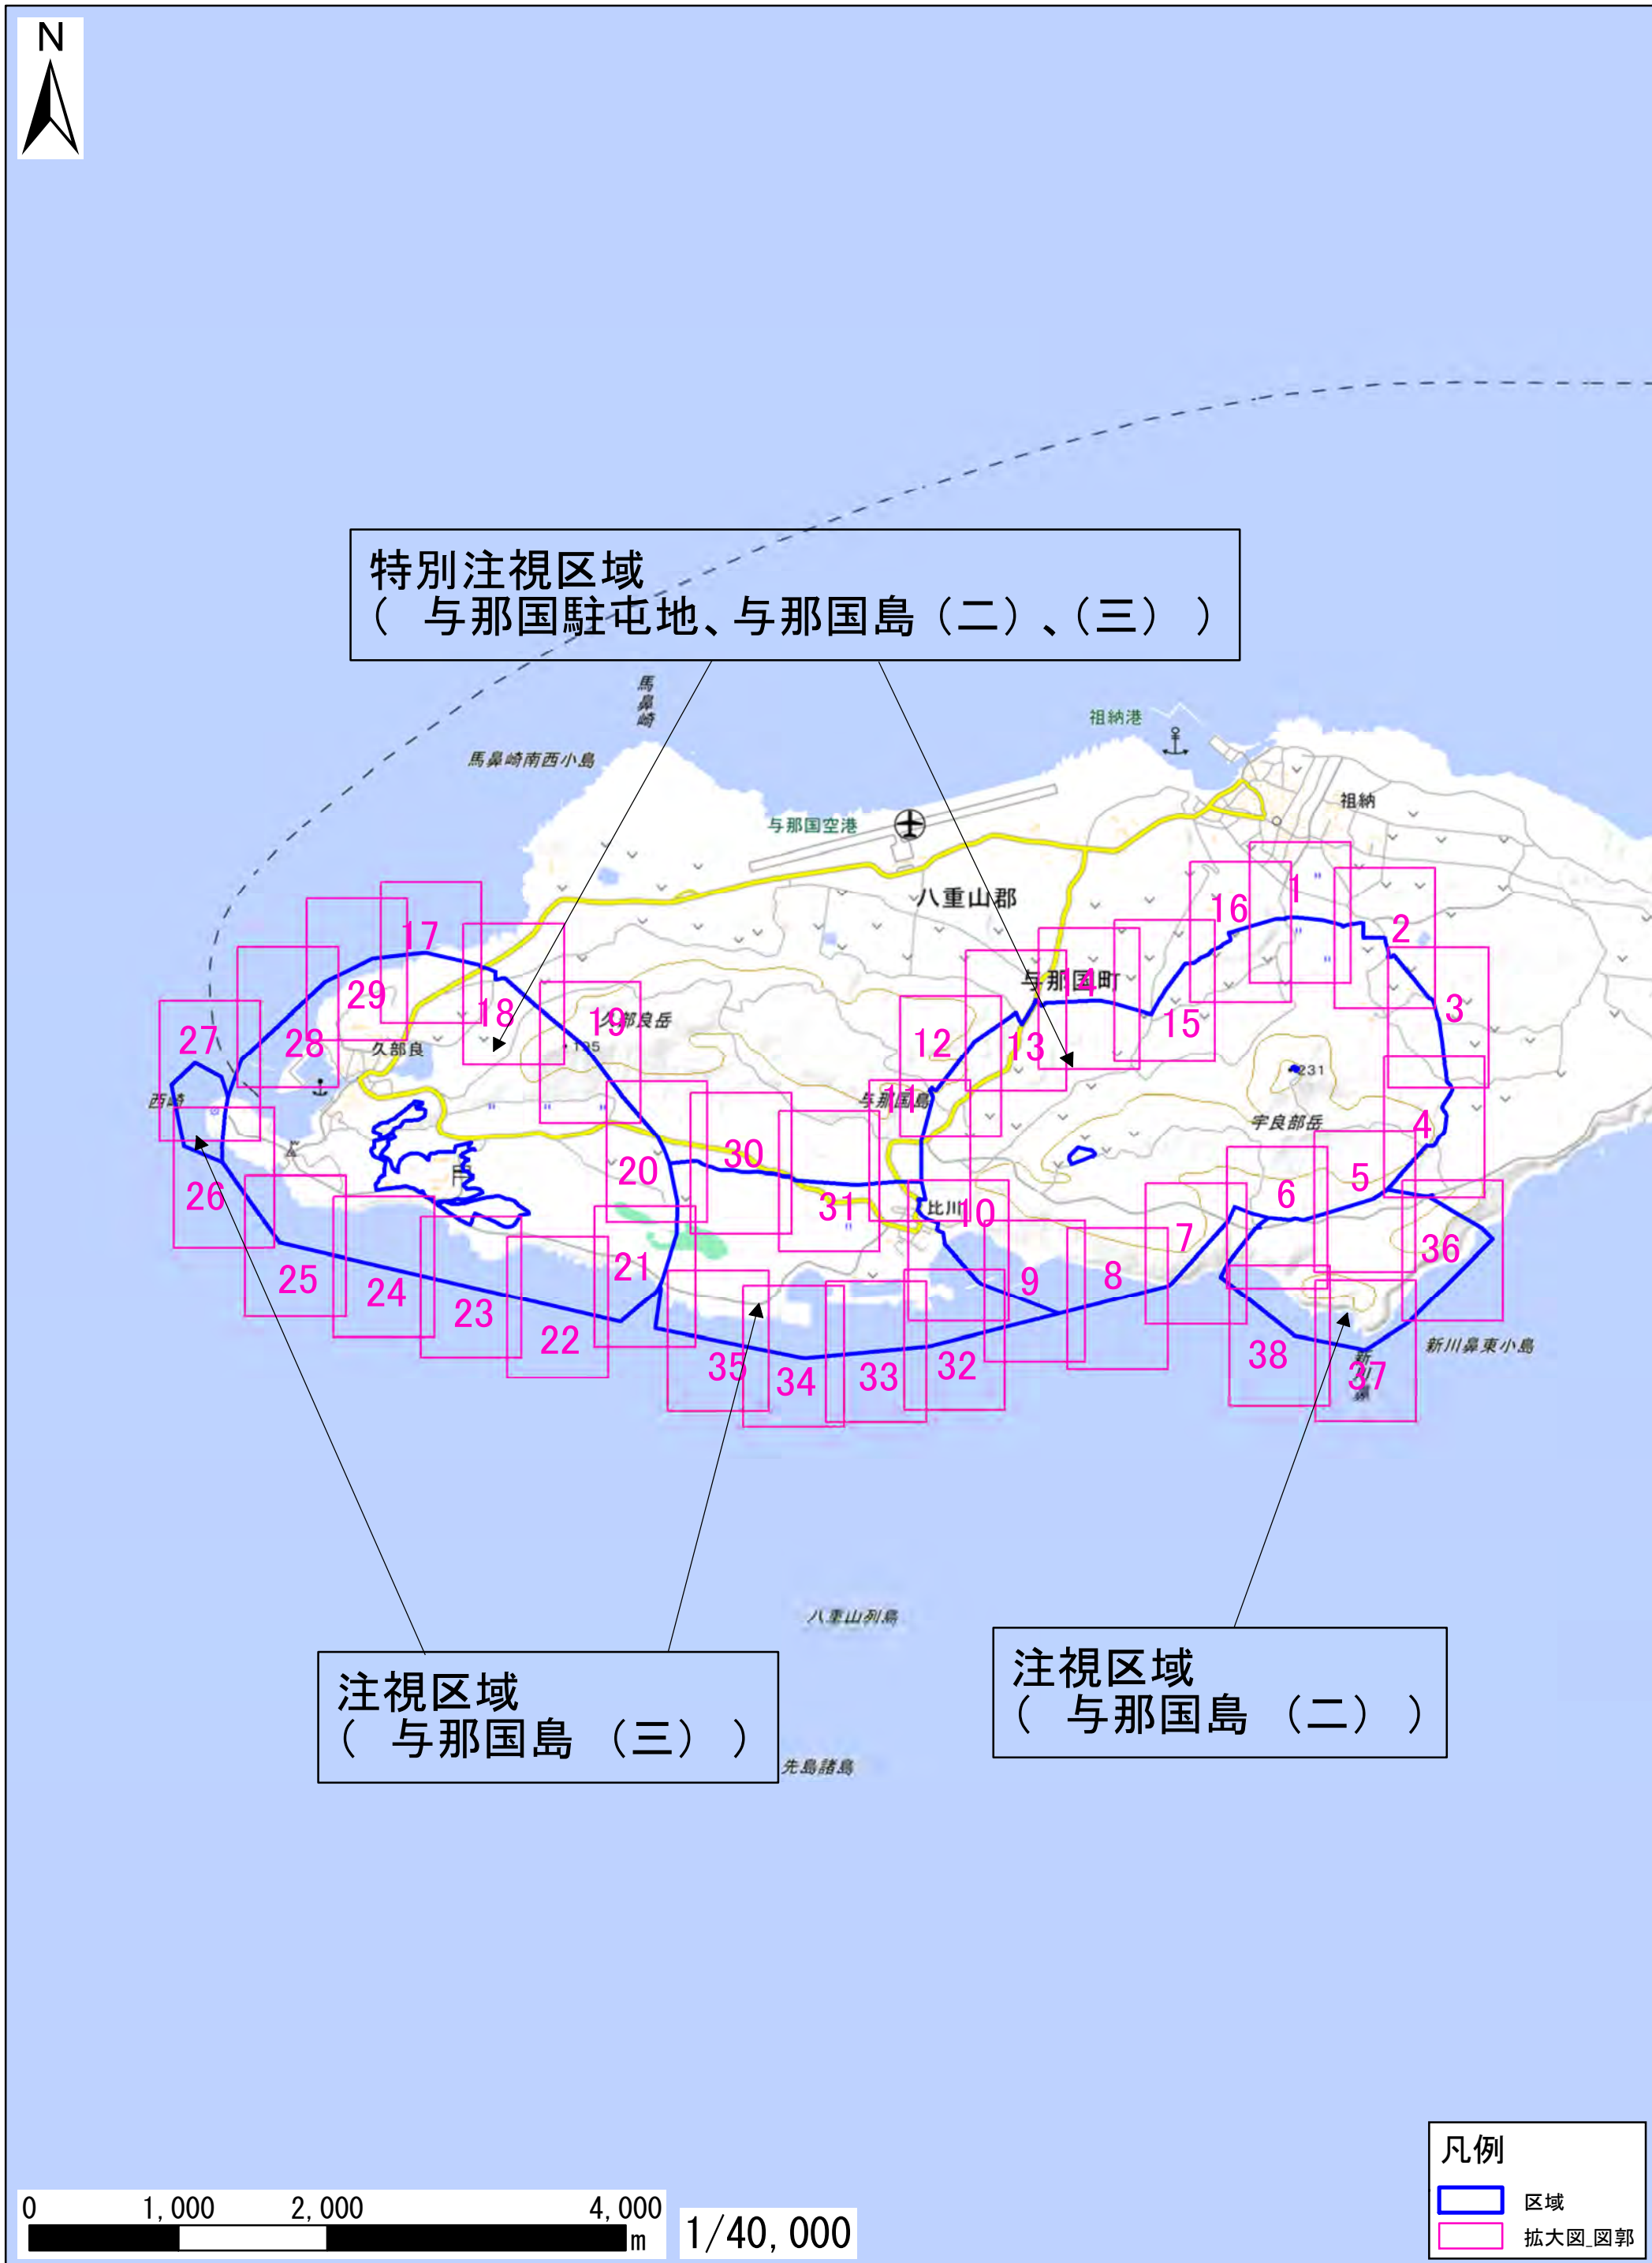 N
特別注視区域
（ 与那国駐屯地、与那国島（二）、（三） ）
馬鼻崎
馬鼻崎南西小島
祖納港
祖納
与那国空港
八重山郡
与那国町
16
1
2
17
29
18
14
3
15
27
28
19
久部良岳
195
12
13
久部良
231
西崎
与那国島
11
宇良部岳
4
26
20
30
31
比川
10
5
6
7
36
25
24
23
21
9
8
22
新川鼻東小島
35
34
33
32
38
37
新川鼻
八重山列島
注視区域
（ 与那国島 （三） ）
注視区域
（ 与那国島 （二） ）
先島諸島
凡例
区域
拡大図_図郭
0 1,000 2,000 4,000
m
1/40,000